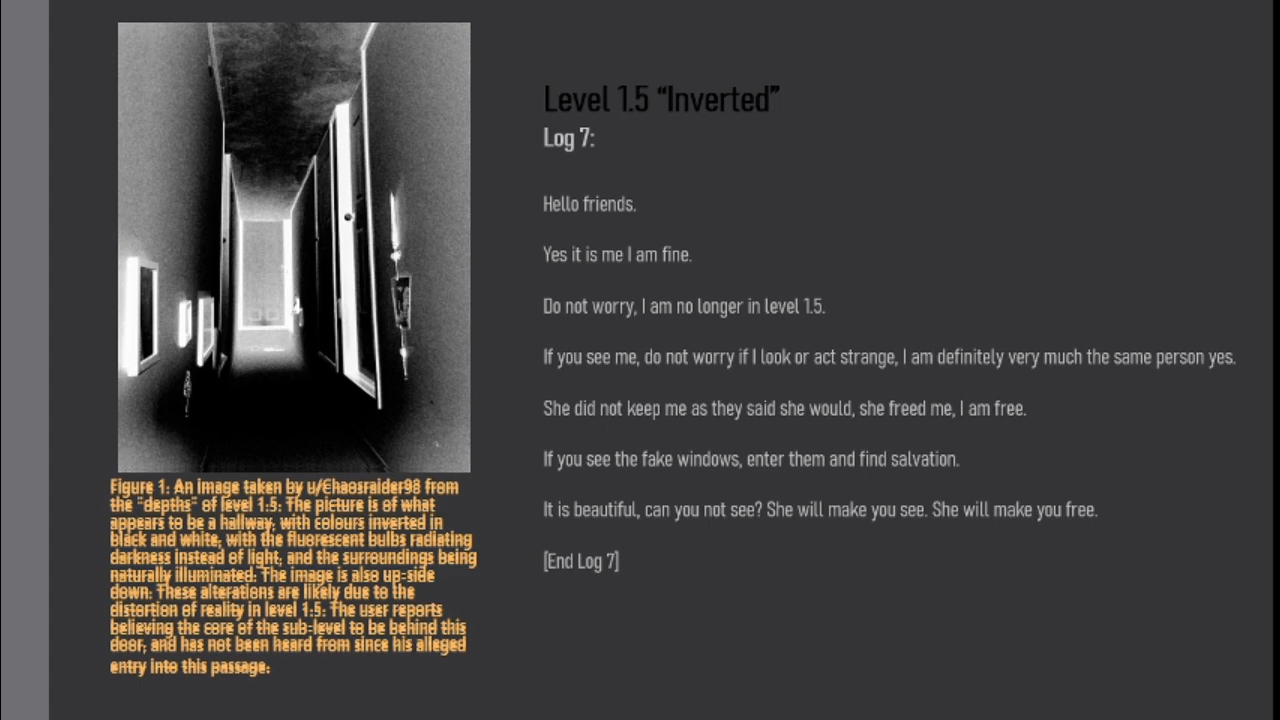 Level 1.5 “Inverted”
Log 7:
Hello friends.
Yes it is me I am fine.
Do not worry, I am no longer in level 1.5.
If you see me, do not worry if I look or act strange, I am definitely very much the same person yes.
She did not keep me as they said she would, she freed me, I am free.
If you see the fake windows, enter them and find salvation.
It is beautiful, can you not see? She will make you see. She will make you free.
[End Log 7]
Figure 1: An image taken by u/Chaosraider98 from
the "depths" of level 1.5. The picture is of what
appears to be a hallway, with colours inverted in
black and white, with the fluorescent bulbs radiating
darkness instead of light, and the surroundings being
naturally illuminated. The image is also up-side
down. These alterations are likely due to the
distortion of reality in level 1.5. The user reports
believing the core of the sub-level to be behind this
door, and has not been heard from since his alleged
entry into this passage.